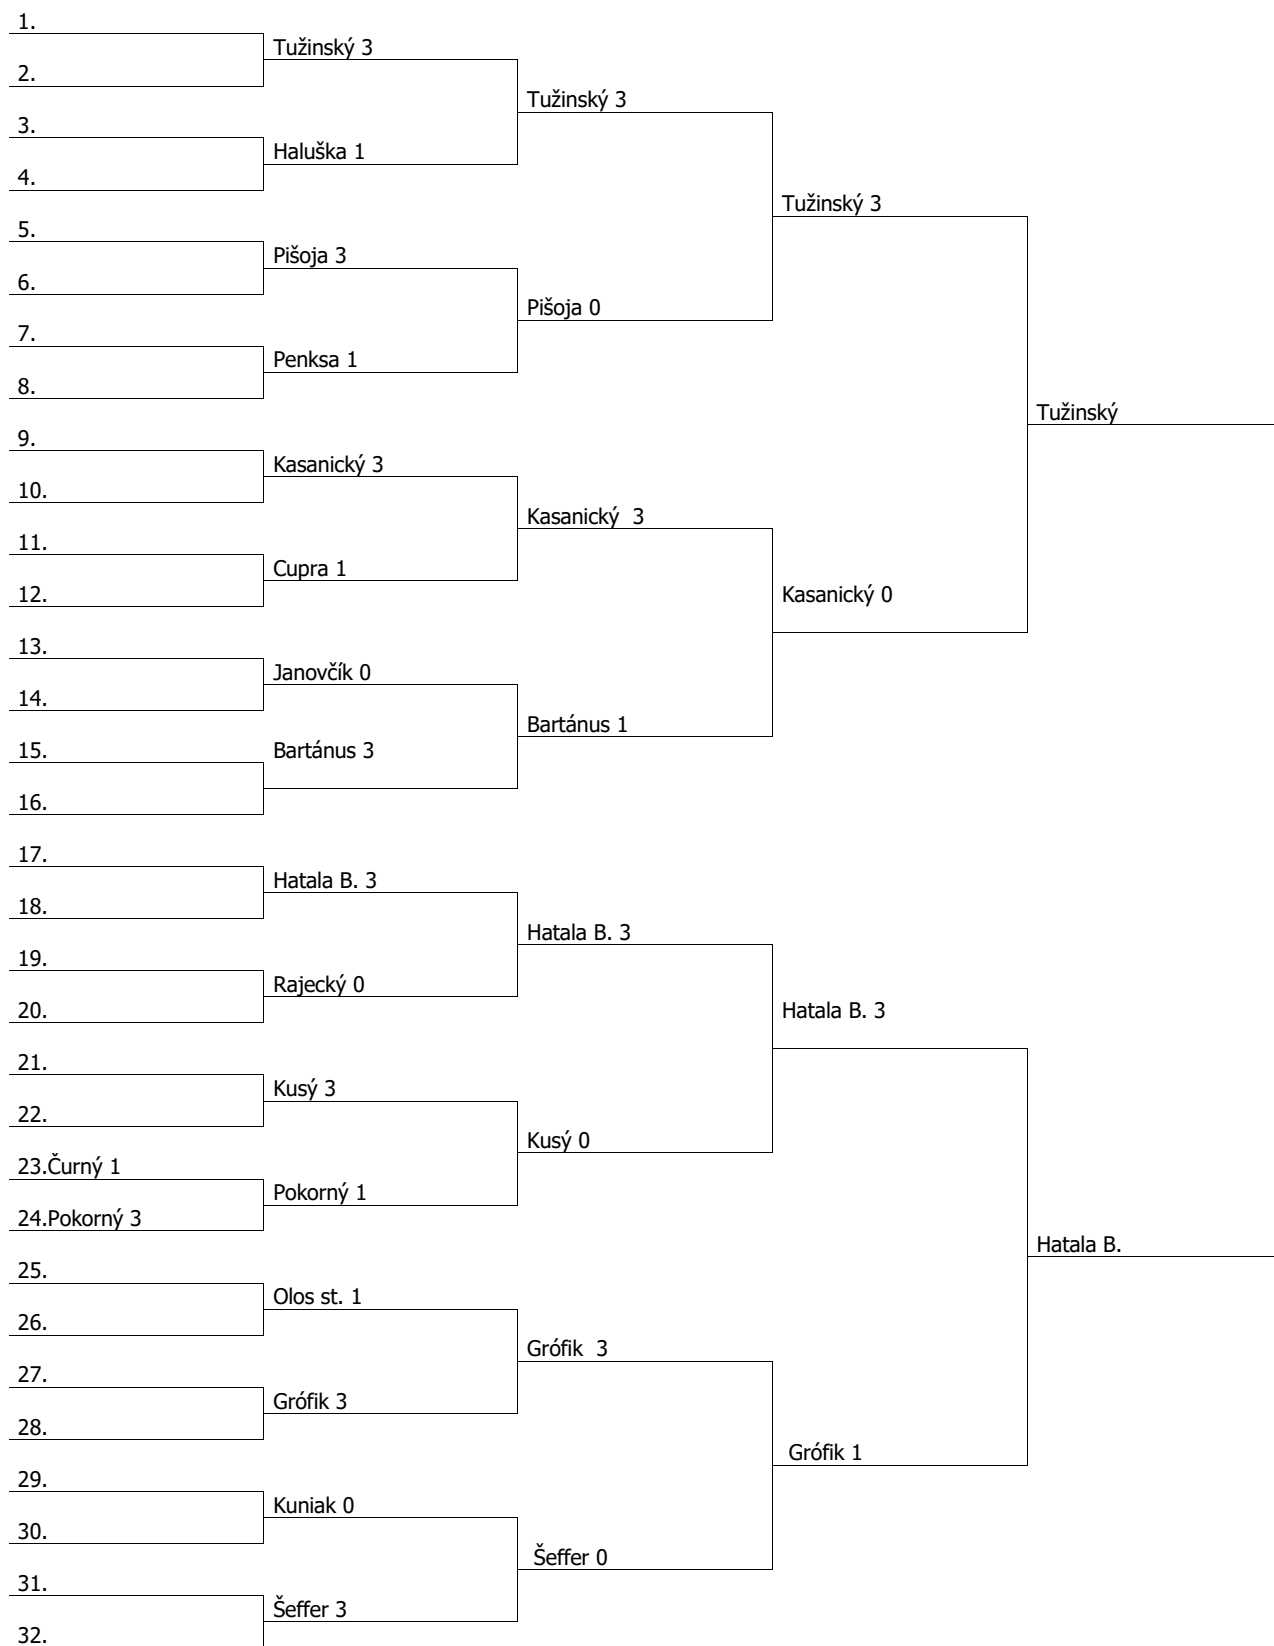 1.
Tužinský 3
2.
Tužinský 3
3.
Haluška 1
4.
Tužinský 3
5.
Pišoja 3
6.
Pišoja 0
7.
Penksa 1
8.
Tužinský
9.
Kasanický 3
10.
Kasanický  3
11.
Cupra 1
12.
Kasanický 0
13.
Janovčík 0
14.
Bartánus 1
15.
Bartánus 3
16.
17.
Hatala B. 3
18.
Hatala B. 3
19.
Rajecký 0
20.
Hatala B. 3
21.
Kusý 3
22.
Kusý 0
23.Čurný 1
Pokorný 1
24.Pokorný 3
Hatala B.
25.
Olos st. 1
26.
Grófik  3
27.
Grófik 3
28.
Grófik 1
29.
Kuniak 0
30.
Šeffer 0
31.
Šeffer 3
32.